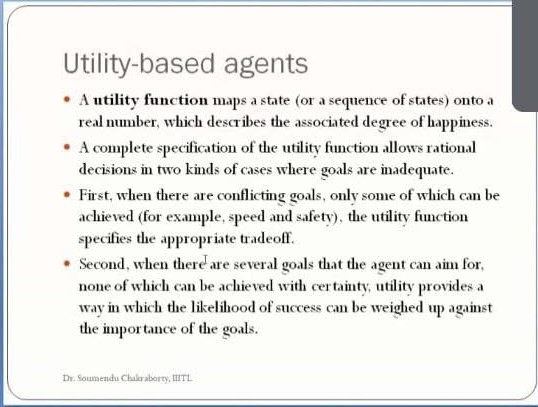 Utility-based agents
• A utility function maps a state (or a sequence of states) onto a
real number, which describes the associated degree of happiness.
• A complete specification of the utility function allows rational
decisions in two kinds of cases where goals are inadequate.
• First, when there are conflicting goals, only some of which can be
achieved (for example, speed and safety), the utility function
specifies the appropriate tradeoff.
• Second, when there are several goals that the agent can aim for,
none of which can be achieved with certainty, utility provides a
way in which the likelihood of success can be weighed up against
the importance of the goals.
Dr. Soumendu Chakraborty, IIITL